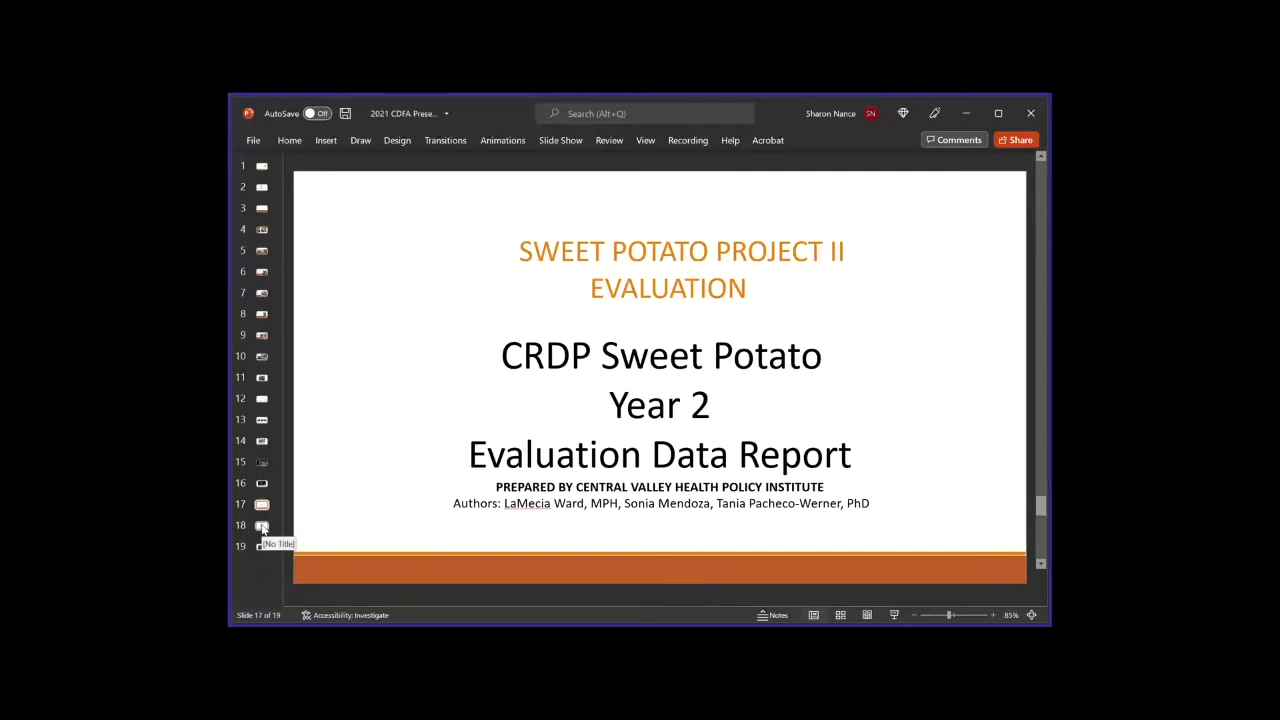 AutoSave Off 2021 CDFA Prese... Search (Alt+Q) Sharon Nance SN
File Home Insert Draw Design Transitions Animations Slide Show Review View Recording Help Acrobat Comments Share
1
2
3
4
5
6
7
8
9
10
11
12
13
14
15
16
17
18
19
[No Title]
SWEET POTATO PROJECT II
EVALUATION
CRDP Sweet Potato
Year 2
Evaluation Data Report
PREPARED BY CENTRAL VALLEY HEALTH POLICY INSTITUTE
Authors: LaMecia Ward, MPH, Sonia Mendoza, Tania Pacheco-Werner, PhD
Slide 17 of 19 Accessibility: Investigate Notes 85%